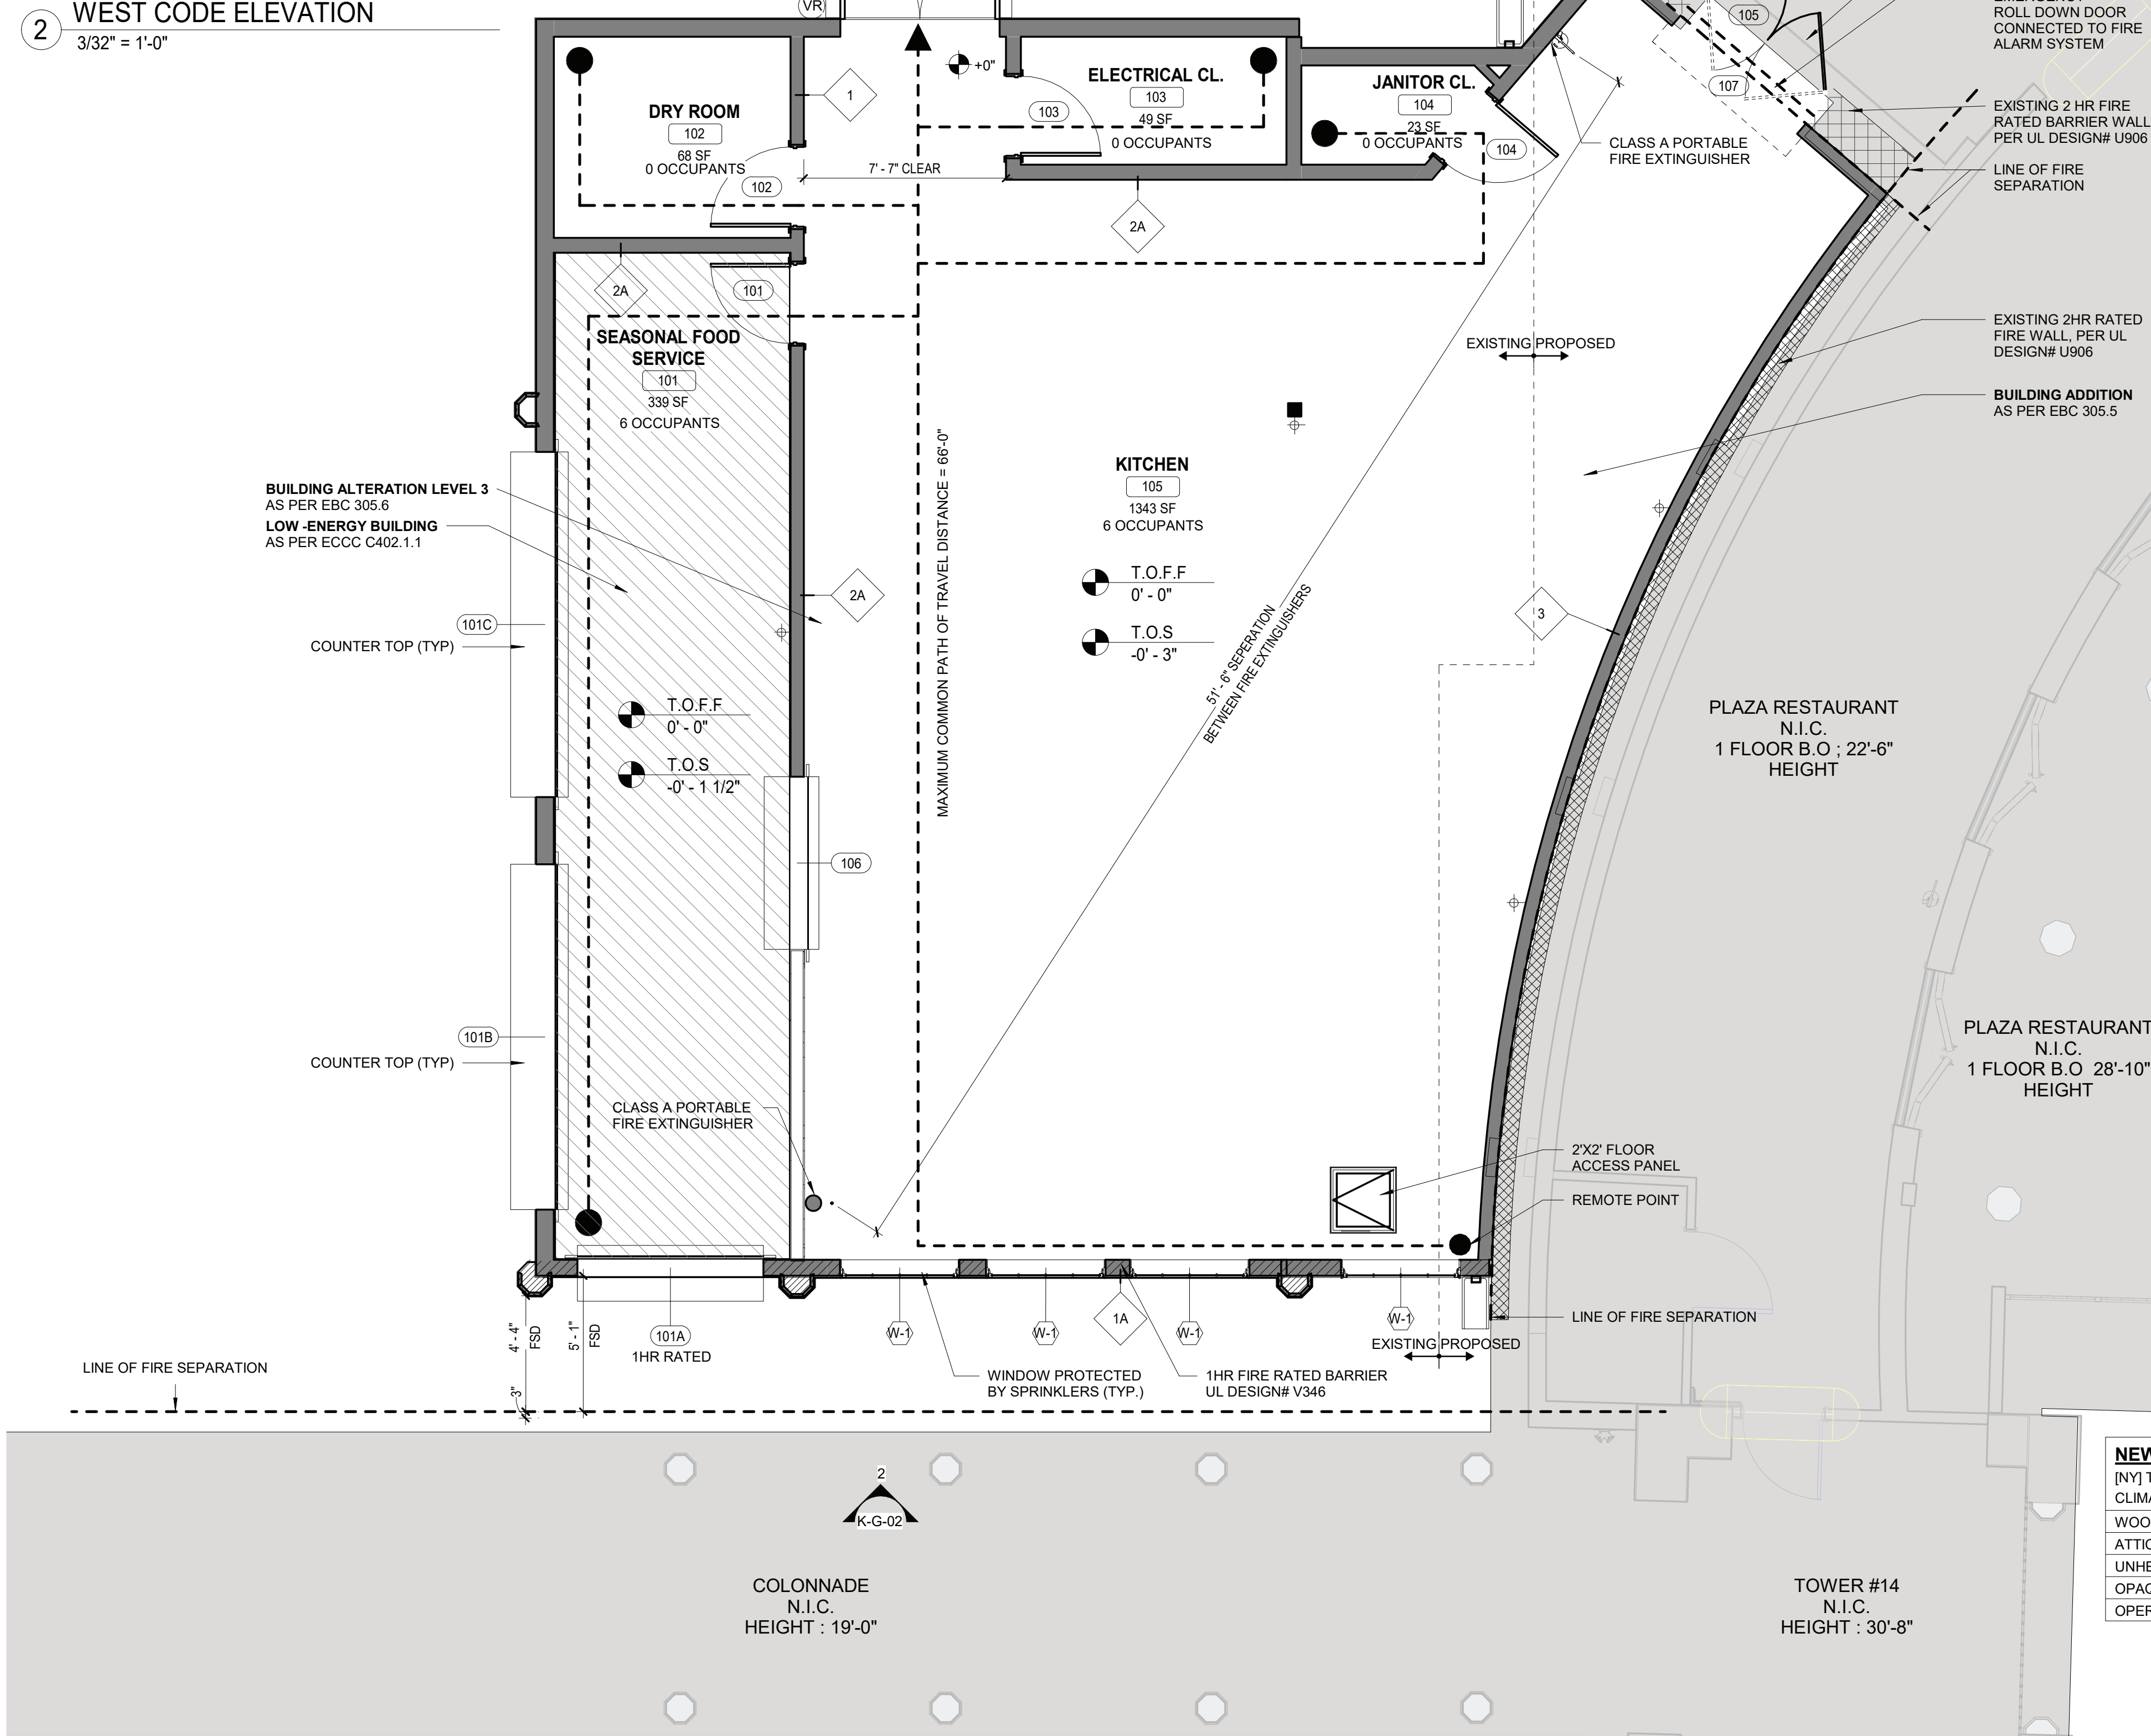 2
WEST CODE ELEVATION
3/32" = 1'-0"
VR
+0"
DRY ROOM
102
68 SF
0 OCCUPANTS
102
1
7' - 7" CLEAR
103
ELECTRICAL CL.
103
49 SF
0 OCCUPANTS
JANITOR CL.
104
23 SF
0 OCCUPANTS
104
2A
CLASS A PORTABLE
FIRE EXTINGUISHER
105
107
ROLL DOWN DOOR
CONNECTED TO FIRE
ALARM SYSTEM
EXISTING 2 HR FIRE
RATED BARRIER WALL
PER UL DESIGN# U906
LINE OF FIRE
SEPARATION
EXISTING 2HR RATED
FIRE WALL, PER UL
DESIGN# U906
BUILDING ADDITION
AS PER EBC 305.5
2A
101
SEASONAL FOOD
SERVICE
101
339 SF
6 OCCUPANTS
EXISTING PROPOSED
BUILDING ALTERATION LEVEL 3
AS PER EBC 305.6
LOW -ENERGY BUILDING
AS PER ECCC C402.1.1
MAXIMUM COMMON PATH OF TRAVEL DISTANCE = 66'-0"
KITCHEN
105
1343 SF
6 OCCUPANTS
T.O.F.F
0' - 0"
T.O.S
-0' - 3"
2A
3
101C
COUNTER TOP (TYP)
51' - 6" SEPERATION
BETWEEN FIRE EXTINGUISHERS
T.O.F.F
0' - 0"
T.O.S
-0' - 1 1/2"
106
PLAZA RESTAURANT
N.I.C.
1 FLOOR B.O ; 22'-6"
HEIGHT
101B
COUNTER TOP (TYP)
PLAZA RESTAURANT
N.I.C.
1 FLOOR B.O  28'-10"
HEIGHT
CLASS A PORTABLE
FIRE EXTINGUISHER
2'X2' FLOOR
ACCESS PANEL
REMOTE POINT
4' - 4"
FSD
5' - 1"
FSD
3"
101A
1HR RATED
W-1
W-1
1A
W-1
W-1
LINE OF FIRE SEPARATION
EXISTING PROPOSED
WINDOW PROTECTED
BY SPRINKLERS (TYP.)
1HR FIRE RATED BARRIER
UL DESIGN# V346
LINE OF FIRE SEPARATION
2
K-G-02
COLONNADE
N.I.C.
HEIGHT : 19'-0"
TOWER #14
N.I.C.
HEIGHT : 30'-8"
NEW
[NY] T
CLIMA
WOO
ATTIC
UNHE
OPAQ
OPER